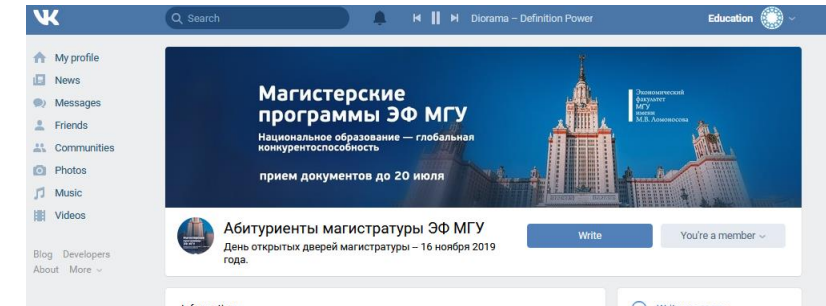 Search
Diorama – Definition Power
Education
My profile
News
Messages
Friends
Communities
Photos
Music
Videos
Blog Developers
About More
Магистерские
программы ЭФ МГУ
Национальное образование — глобальная
конкурентоспособность
прием документов до 20 июля
Экономический
факультет
МГУ
имени
М.В. Ломоносова
Абитуриенты магистратуры ЭФ МГУ
День открытых дверей магистратуры – 16 ноября 2019
года.
Write
You're a member